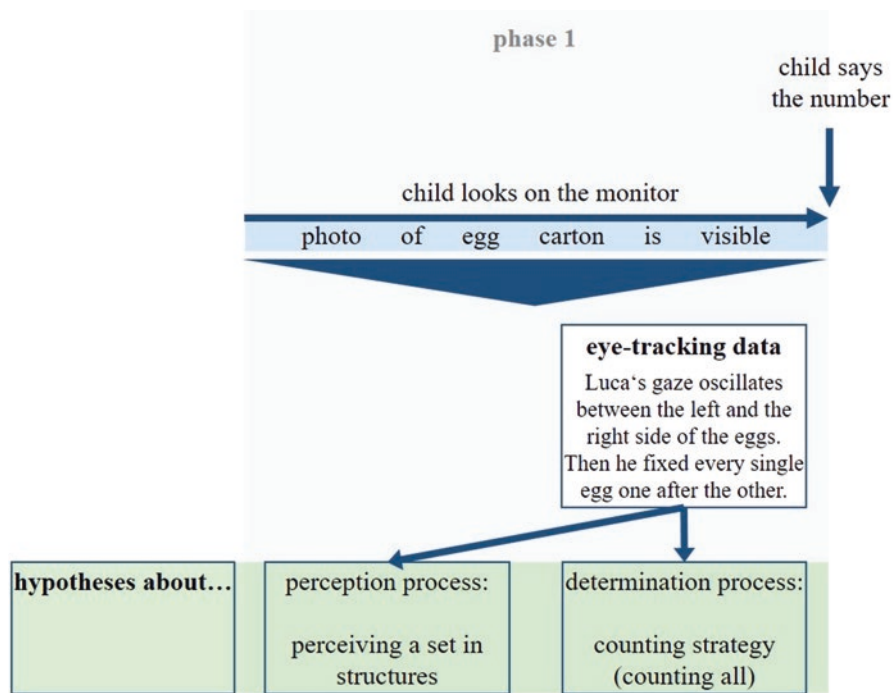 phase 1
child says
the number
child looks on the monitor
photo of egg carton is visible
eye-tracking data
Luca‘s gaze oscillates
between the left and the
right side of the eggs.
Then he fixed every single
egg one after the other.
hypotheses about…
perception process:
perceiving a set in
structures
determination process:
counting strategy
(counting all)